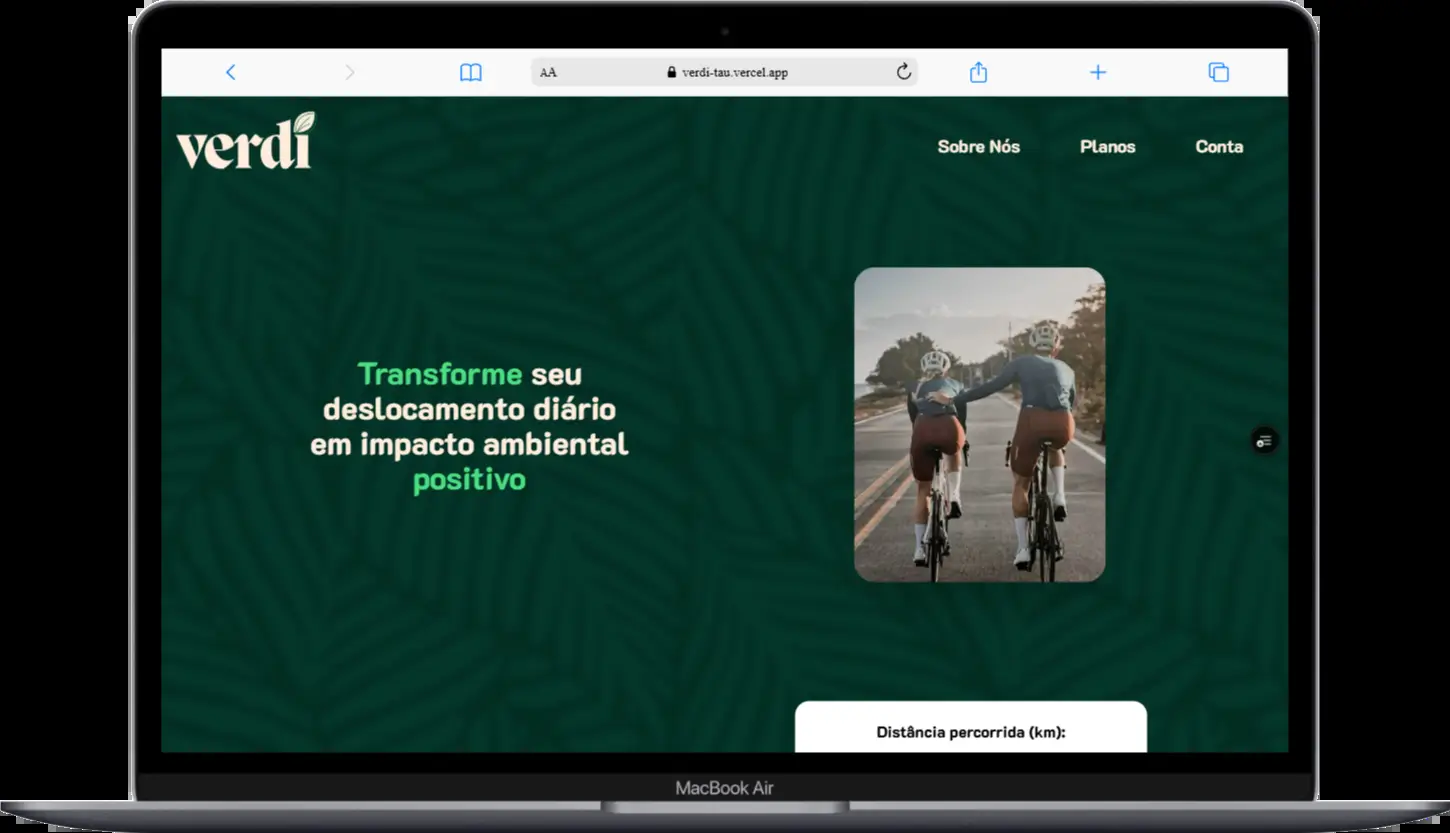 AA
verdi-tau.vercel.app
verdi
Sobre Nós
Planos
Conta
Transforme seu
deslocamento diário
em impacto ambiental
positivo
Distância percorrida (km):
MacBook Air